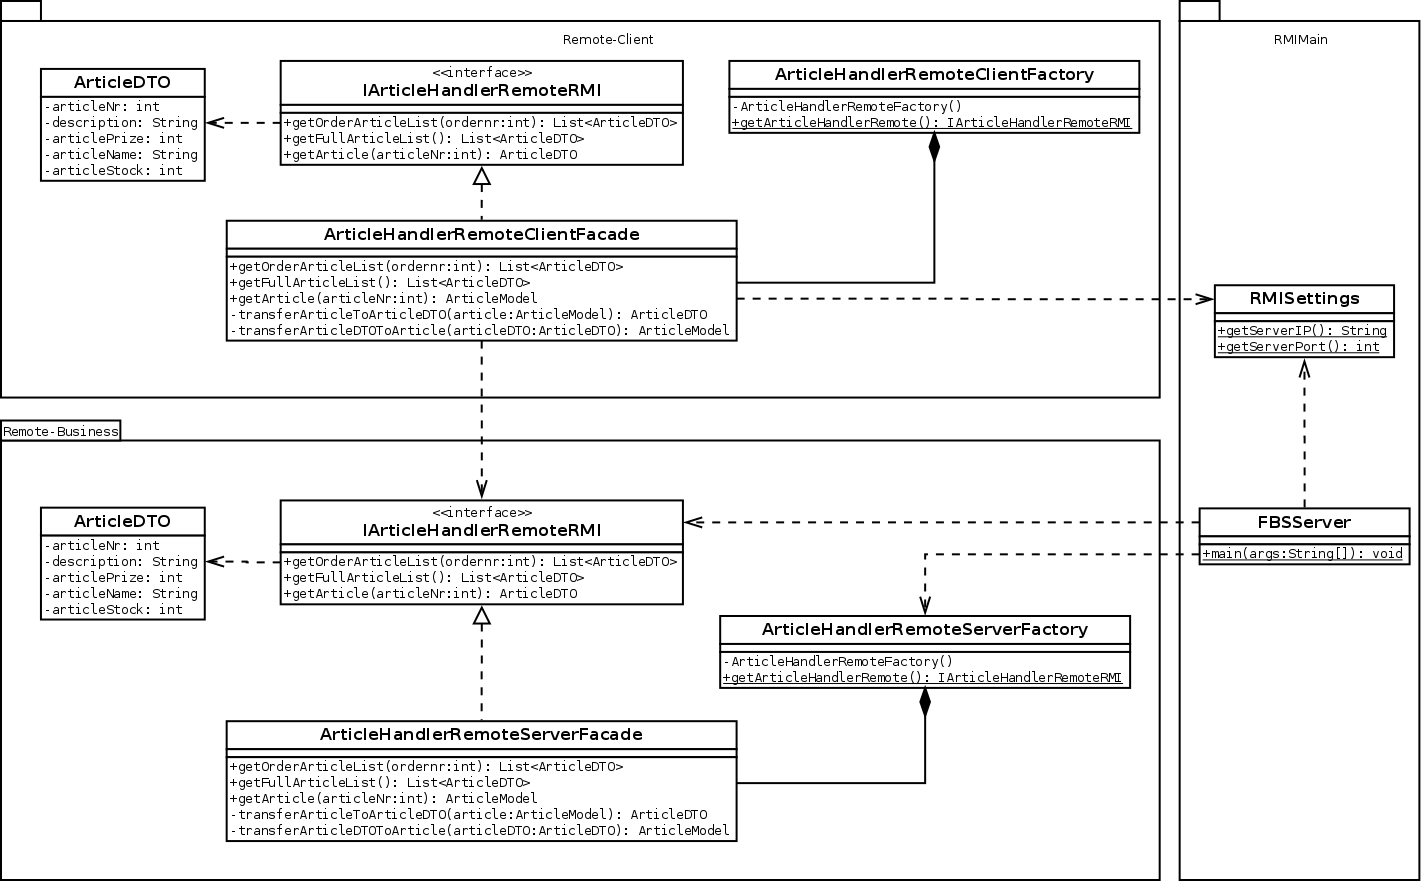 Remote-Client
RMIMain
ArticleDTO
-articleNr: int
-description: String
-articlePrize: int
-articleName: String
-articleStock: int
<<interface>>
IArticleHandlerRemoteRMI
+getOrderArticleList(ordernr:int): List<ArticleDTO>
+getFullArticleList(): List<ArticleDTO>
+getArticle(articleNr:int): ArticleDTO
ArticleHandlerRemoteClientFactory
-ArticleHandlerRemoteFactory()
+getArticleHandlerRemote(): IArticleHandlerRemoteRMI
ArticleHandlerRemoteClientFacade
+getOrderArticleList(ordernr:int): List<ArticleDTO>
+getFullArticleList(): List<ArticleDTO>
+getArticle(articleNr:int): ArticleModel
-transferArticleToArticleDTO(article:ArticleModel): ArticleDTO
-transferArticleDTOToArticle(articleDTO:ArticleDTO): ArticleModel
RMISettings
+getServerIP(): String
+getServerPort(): int
Remote-Business
ArticleDTO
-articleNr: int
-description: String
-articlePrize: int
-articleName: String
-articleStock: int
<<interface>>
IArticleHandlerRemoteRMI
+getOrderArticleList(ordernr:int): List<ArticleDTO>
+getFullArticleList(): List<ArticleDTO>
+getArticle(articleNr:int): ArticleDTO
FBSServer
+main(args:String[]): void
ArticleHandlerRemoteServerFactory
-ArticleHandlerRemoteFactory()
+getArticleHandlerRemote(): IArticleHandlerRemoteRMI
ArticleHandlerRemoteServerFacade
+getOrderArticleList(ordernr:int): List<ArticleDTO>
+getFullArticleList(): List<ArticleDTO>
+getArticle(articleNr:int): ArticleModel
-transferArticleToArticleDTO(article:ArticleModel): ArticleDTO
-transferArticleDTOToArticle(articleDTO:ArticleDTO): ArticleModel